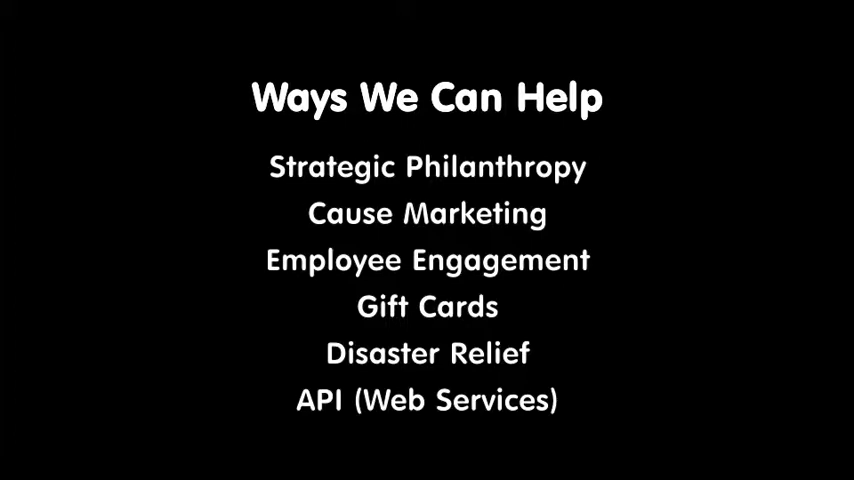 Ways We Can Help
Strategic Philanthropy
Cause Marketing
Employee Engagement
Gift Cards
Disaster Relief
API (Web Services)